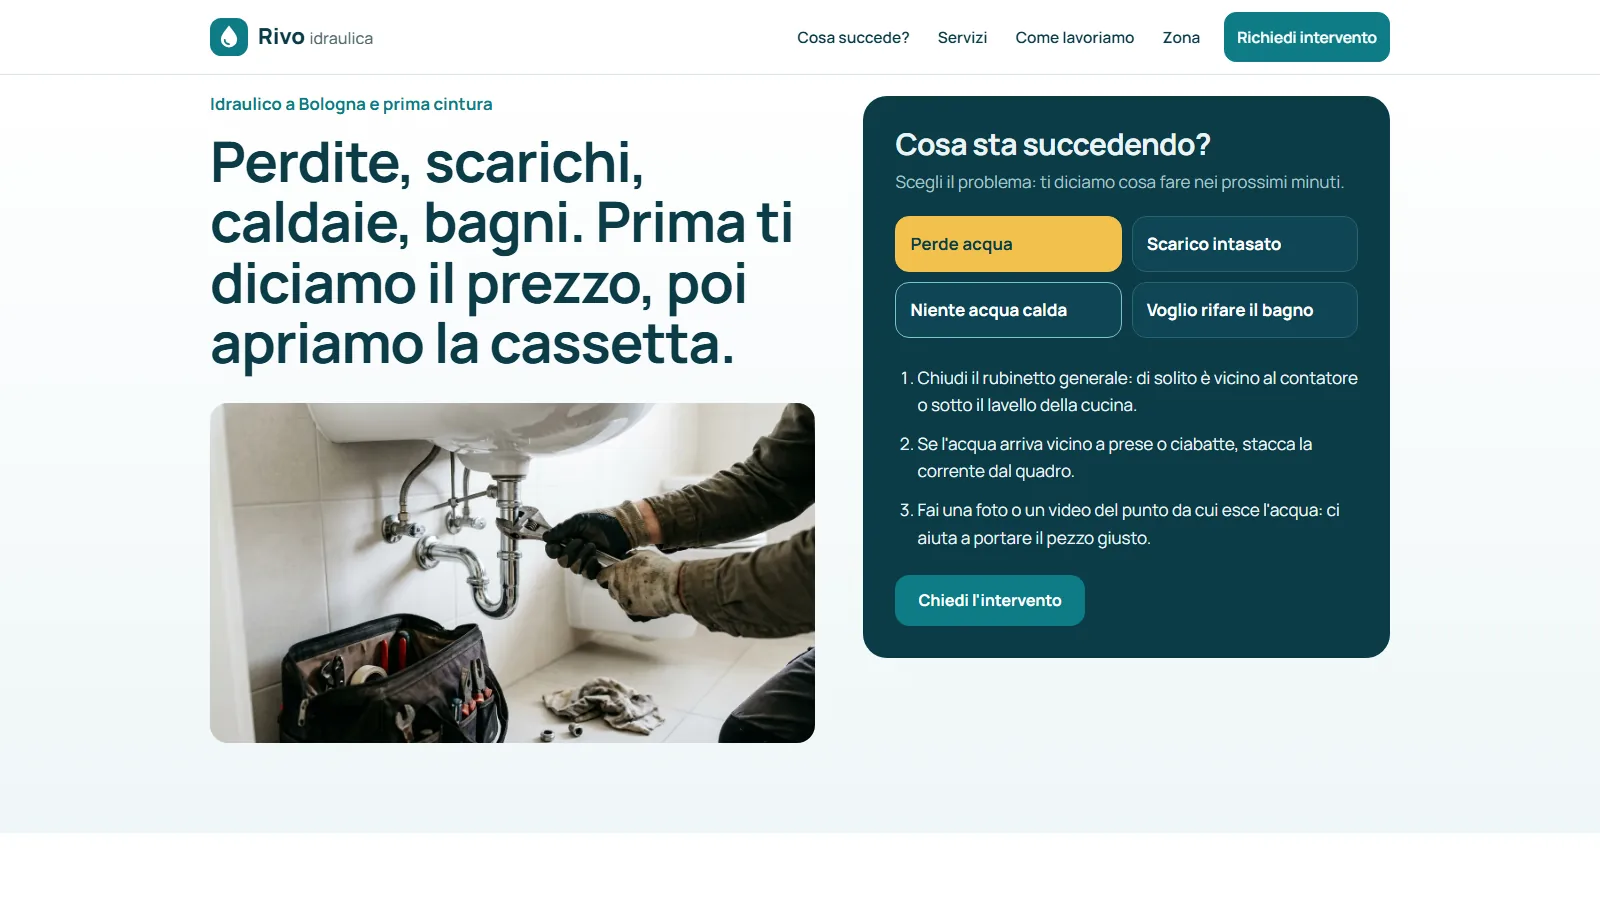 Rivo idraulica
Cosa succede?
Servizi
Come lavoriamo
Zona
Richiedi intervento
Idraulico a Bologna e prima cintura
Perdite, scarichi,
caldaie, bagni. Prima ti
diciamo il prezzo, poi
apriamo la cassetta.
Cosa sta succedendo?
Scegli il problema: ti diciamo cosa fare nei prossimi minuti.
Perde acqua
Scarico intasato
Niente acqua calda
Voglio rifare il bagno
1. Chiudi il rubinetto generale: di solito è vicino al contatore
o sotto il lavello della cucina.
2. Se l'acqua arriva vicino a prese o ciabatte, stacca la
corrente dal quadro.
3. Fai una foto o un video del punto da cui esce l'acqua: ci
aiuta a portare il pezzo giusto.
Chiedi l'intervento